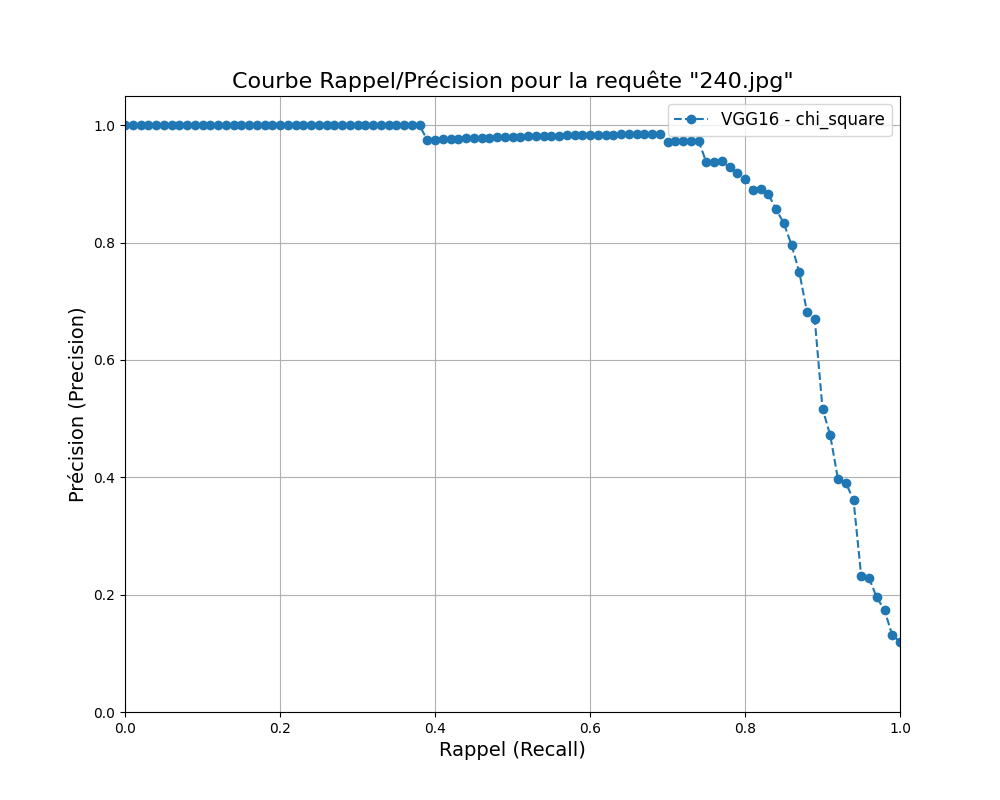 Courbe Rappel/Précision pour la requête "240.jpg"
VGG16 - chi_square
Précision (Precision)
1.0
0.8
0.6
0.4
0.2
0.0
0.0 0.2 0.4 0.6 0.8 1.0
Rappel (Recall)